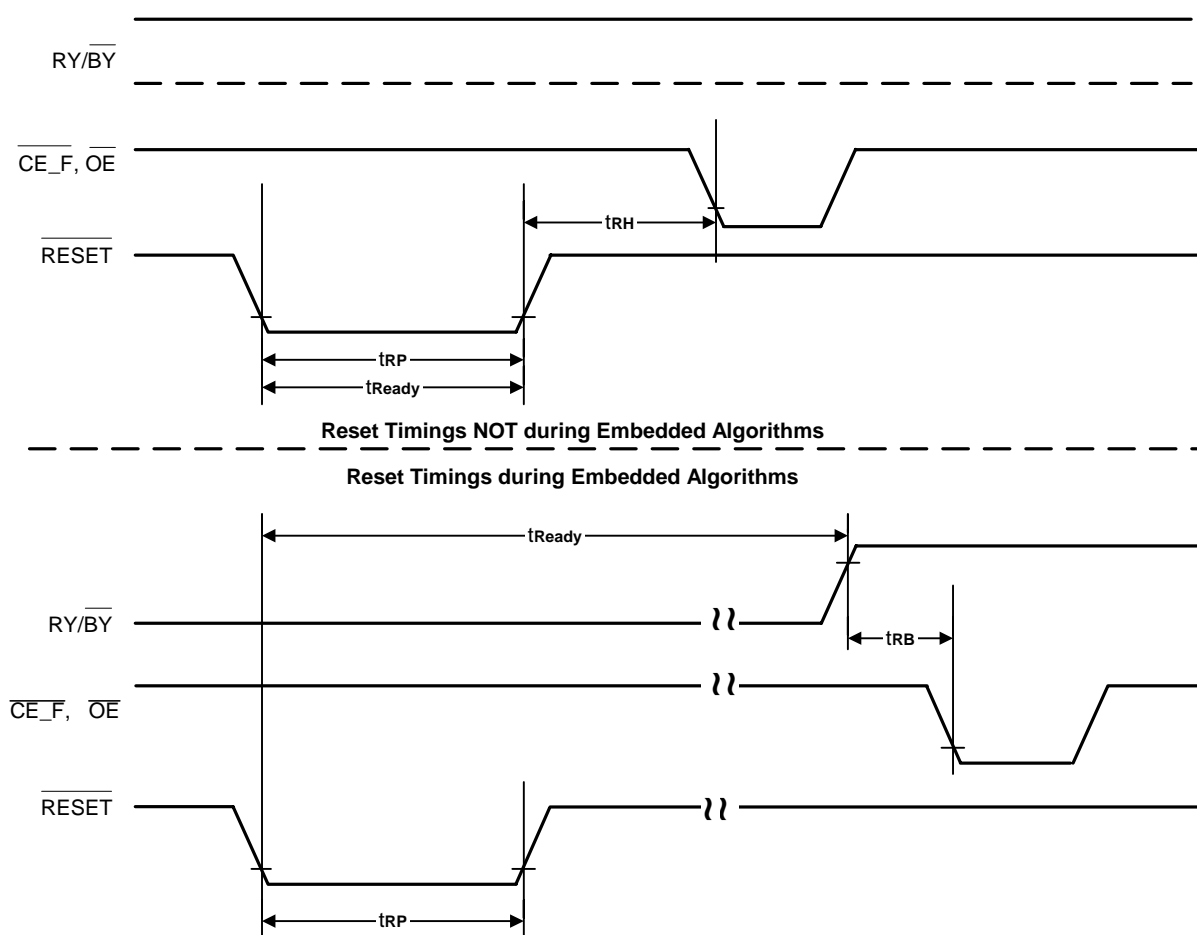 RY/BY
CE_F, OE
tRH
RESET
tRP
tReady
Reset Timings NOT during Embedded Algorithms
Reset Timings during Embedded Algorithms
tReady
RY/BY
tRB
CE_F, OE
RESET
tRP